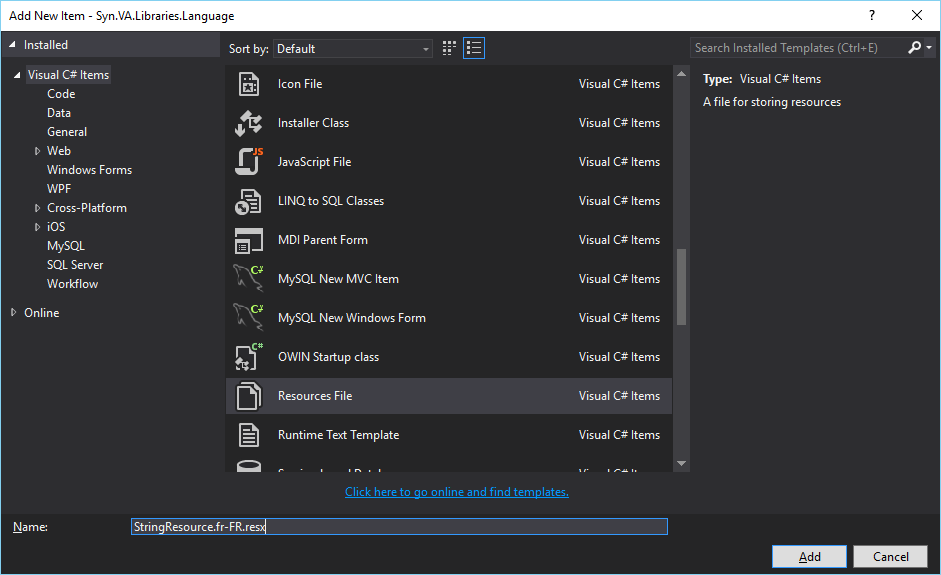 Add New Item - Syn.VA.Libraries.Language ?
Installed
Sort by: Default
Search Installed Templates (Ctrl+E)
Visual C# Items
Code
Data
General
Web
Windows Forms
WPF
Cross-Platform
iOS
MySQL
SQL Server
Workflow
Online
Icon File Visual C# Items
Installer Class Visual C# Items
JS JavaScript File Visual C# Items
LINQ to SQL Classes Visual C# Items
MDI Parent Form Visual C# Items
C# MySQL New MVC Item Visual C# Items
C# MySQL New Windows Form Visual C# Items
C# OWIN Startup class Visual C# Items
Resources File Visual C# Items
Runtime Text Template Visual C# Items
Type: Visual C# Items
A file for storing resources
Click here to go online and find templates.
Name: StringResource.fr-FR.resx
Add Cancel